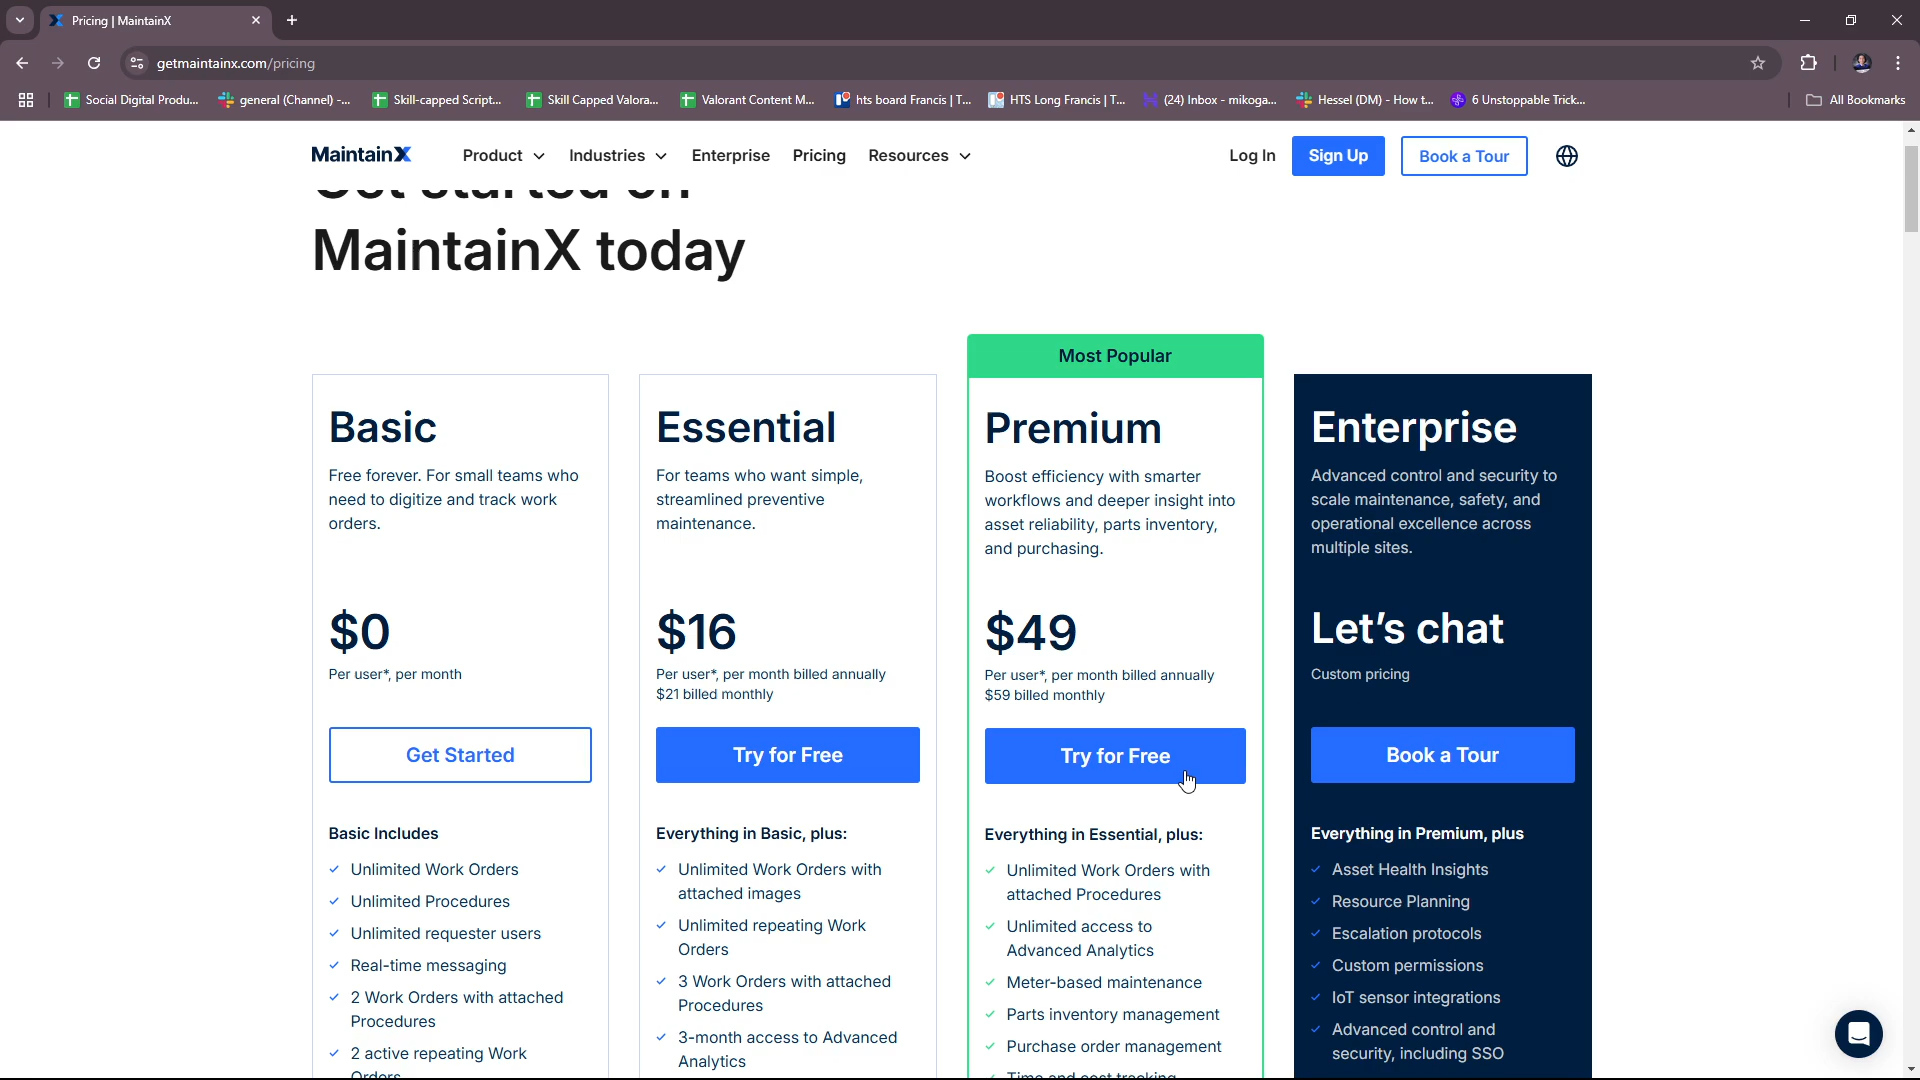 Pricing | MaintainX
getmaintainx.com/pricing
Social Digital Produ...
general (Channel) -...
Skill-capped Script...
Skill Capped Valora...
Valorant Content M...
hts board Francis | T...
HTS Long Francis | T...
(24) Inbox - mikoga...
Hessel (DM) - How t...
6 Unstoppable Trick...
All Bookmarks
MaintainX
Product
Industries
Enterprise
Pricing
Resources
Log In
Sign Up
Book a Tour
Get started on
MaintainX today
Basic
Free forever. For small teams who
need to digitize and track work
orders.
$0
Per user*, per month
Get Started
Basic Includes
Unlimited Work Orders
Unlimited Procedures
Unlimited requester users
Real-time messaging
2 Work Orders with attached
Procedures
2 active repeating Work
Orders
Essential
For teams who want simple,
streamlined preventive
maintenance.
$16
Per user*, per month billed annually
$21 billed monthly
Try for Free
Everything in Basic, plus:
Unlimited Work Orders with
attached images
Unlimited repeating Work
Orders
3 Work Orders with attached
Procedures
3-month access to Advanced
Analytics
Most Popular
Premium
Boost efficiency with smarter
workflows and deeper insight into
asset reliability, parts inventory,
and purchasing.
$49
Per user*, per month billed annually
$59 billed monthly
Try for Free
Everything in Essential, plus:
Unlimited Work Orders with
attached Procedures
Unlimited access to
Advanced Analytics
Meter-based maintenance
Parts inventory management
Purchase order management
Time and cost tracking
Enterprise
Advanced control and security to
scale maintenance, safety, and
operational excellence across
multiple sites.
Let's chat
Custom pricing
Book a Tour
Everything in Premium, plus
Asset Health Insights
Resource Planning
Escalation protocols
Custom permissions
IoT sensor integrations
Advanced control and
security, including SSO